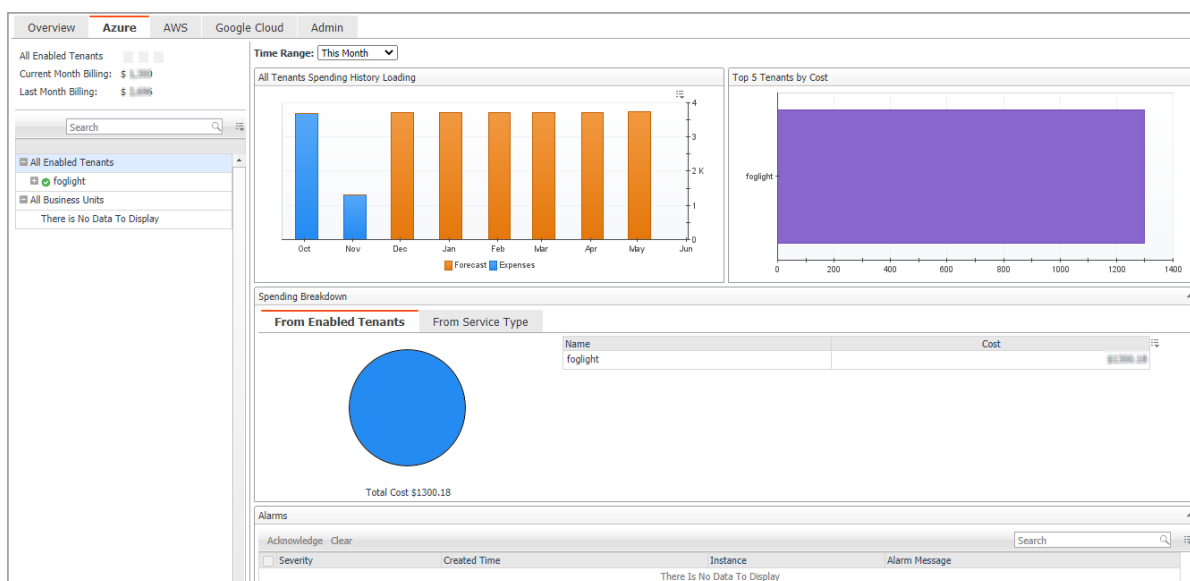 Overview Azure AWS Google Cloud Admin
All Enabled Tenants
Current Month Billing: $
Last Month Billing: $
Search
All Enabled Tenants
foglight
All Business Units
There is No Data To Display
Time Range: This Month
All Tenants Spending History Loading
4
3
2 K
1
0
Oct Nov Dec Jan Feb Mar Apr May Jun
Forecast Expenses
Top 5 Tenants by Cost
foglight
0 200 400 600 800 1000 1200 1400
Spending Breakdown
From Enabled Tenants From Service Type
Total Cost $1300.18
Name Cost
foglight
Alarms
Acknowledge Clear Search
Severity Created Time Instance Alarm Message
There Is No Data To Display